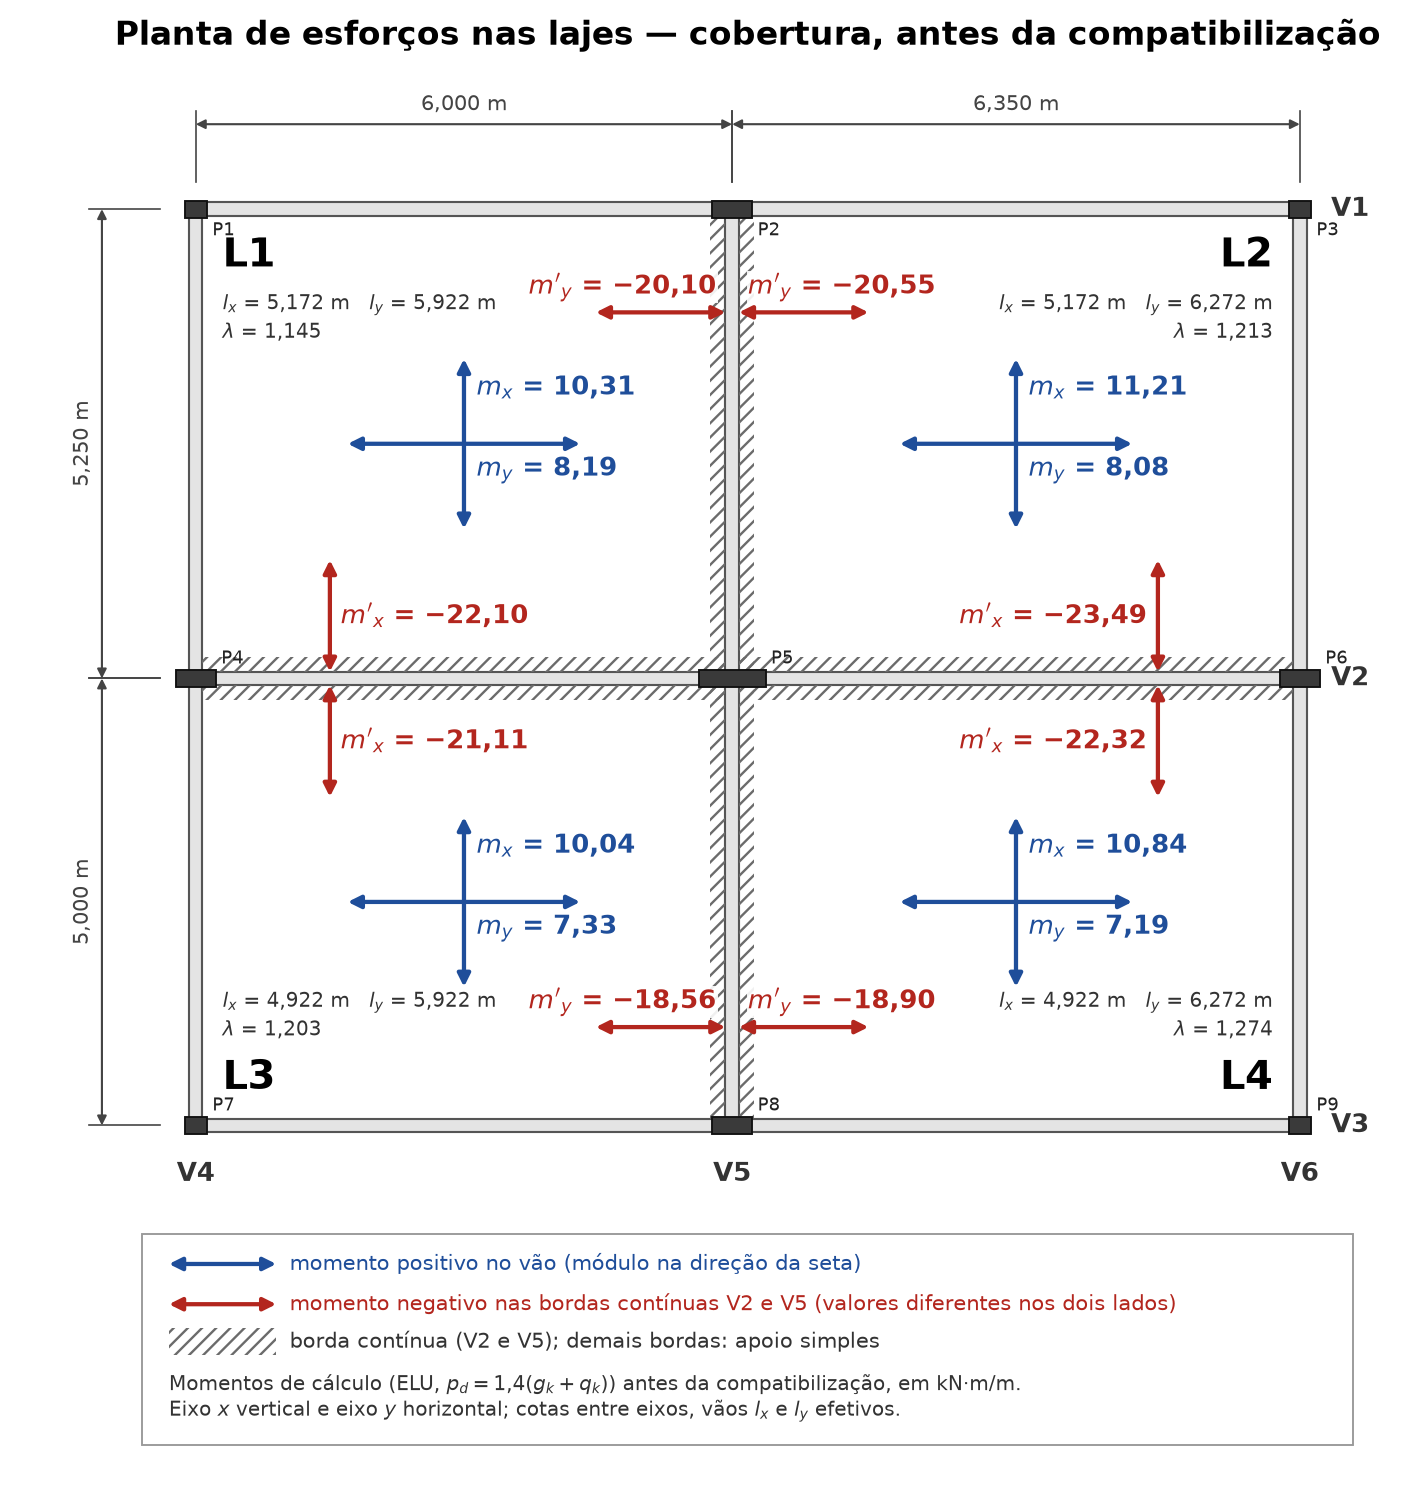 Planta de esforços nas lajes — cobertura, antes da compatibilização
6,000 m
6,350 m
V1
P1
P2
P3
L1
L2
m′y = −20,10
m′y = −20,55
lx = 5,172 m ly = 5,922 m
lx = 5,172 m ly = 6,272 m
λ = 1,145
λ = 1,213
mx = 10,31
mx = 11,21
5,250 m
my = 8,19
my = 8,08
m′x = −22,10
m′x = −23,49
P4
P5
P6
V2
m′x = −21,11
m′x = −22,32
mx = 10,04
mx = 10,84
5,000 m
my = 7,33
my = 7,19
lx = 4,922 m ly = 5,922 m
m′y = −18,56
m′y = −18,90
lx = 4,922 m ly = 6,272 m
λ = 1,203
λ = 1,274
L3
L4
P7
P8
P9
V3
V4
V5
V6
momento positivo no vão (módulo na direção da seta)
momento negativo nas bordas contínuas V2 e V5 (valores diferentes nos dois lados)
borda contínua (V2 e V5); demais bordas: apoio simples
Momentos de cálculo (ELU, pd = 1,4(gk + qk)) antes da compatibilização, em kN·m/m.
Eixo x vertical e eixo y horizontal; cotas entre eixos, vãos lx e ly efetivos.